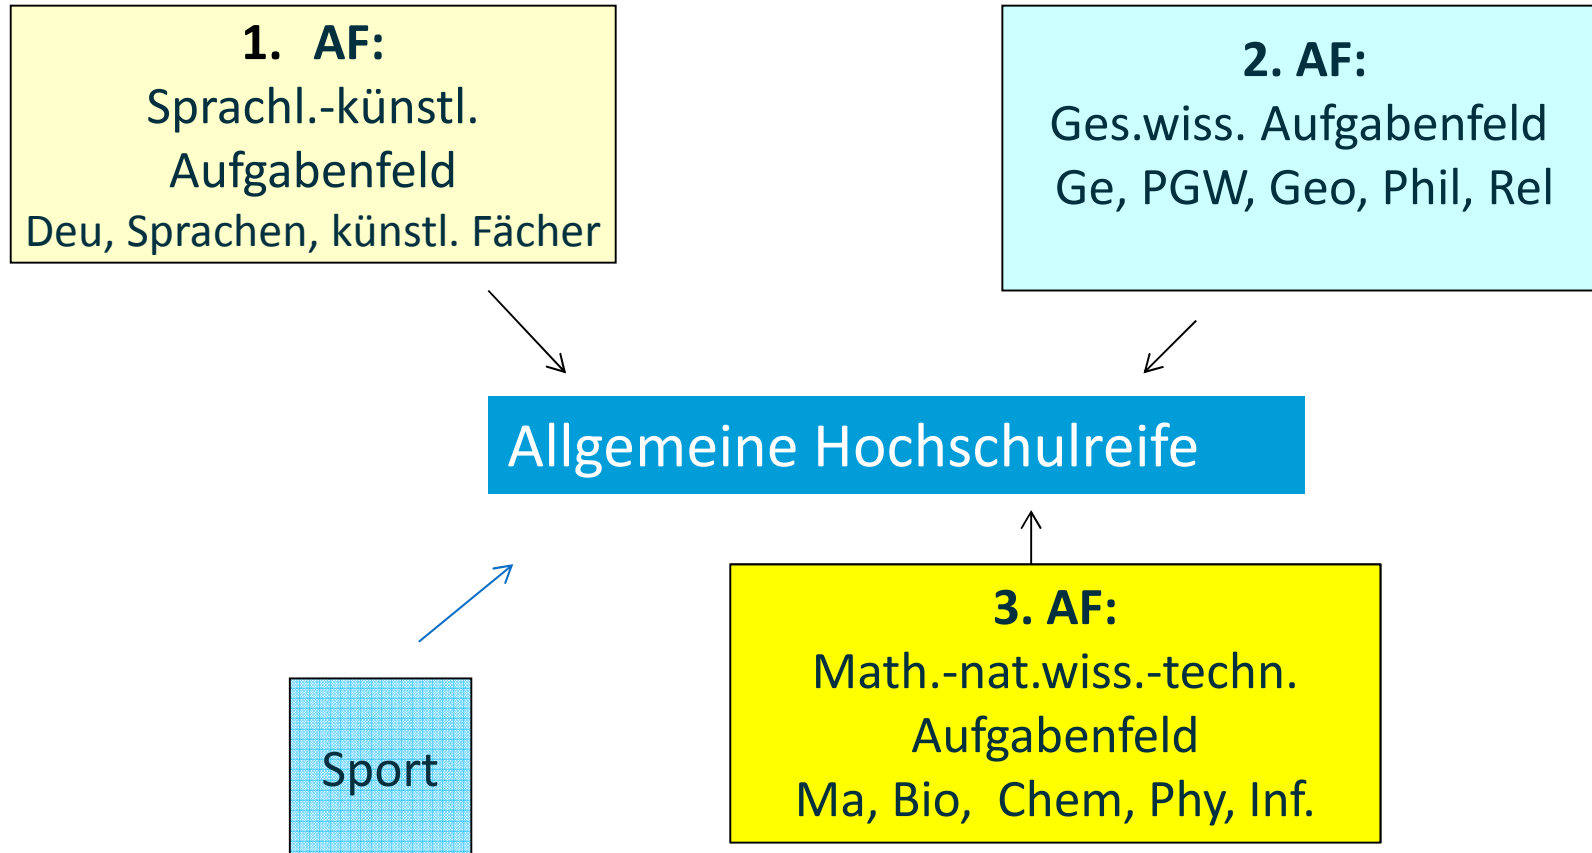 1. AF:
Sprachl.-künstl.
Aufgabenfeld
Deu, Sprachen, künstl. Fächer
2. AF:
Ges.wiss. Aufgabenfeld
Ge, PGW, Geo, Phil, Rel
Allgemeine Hochschulreife
3. AF:
Math.-nat.wiss.-techn.
Aufgabenfeld
Ma, Bio, Chem, Phy, Inf.
Sport